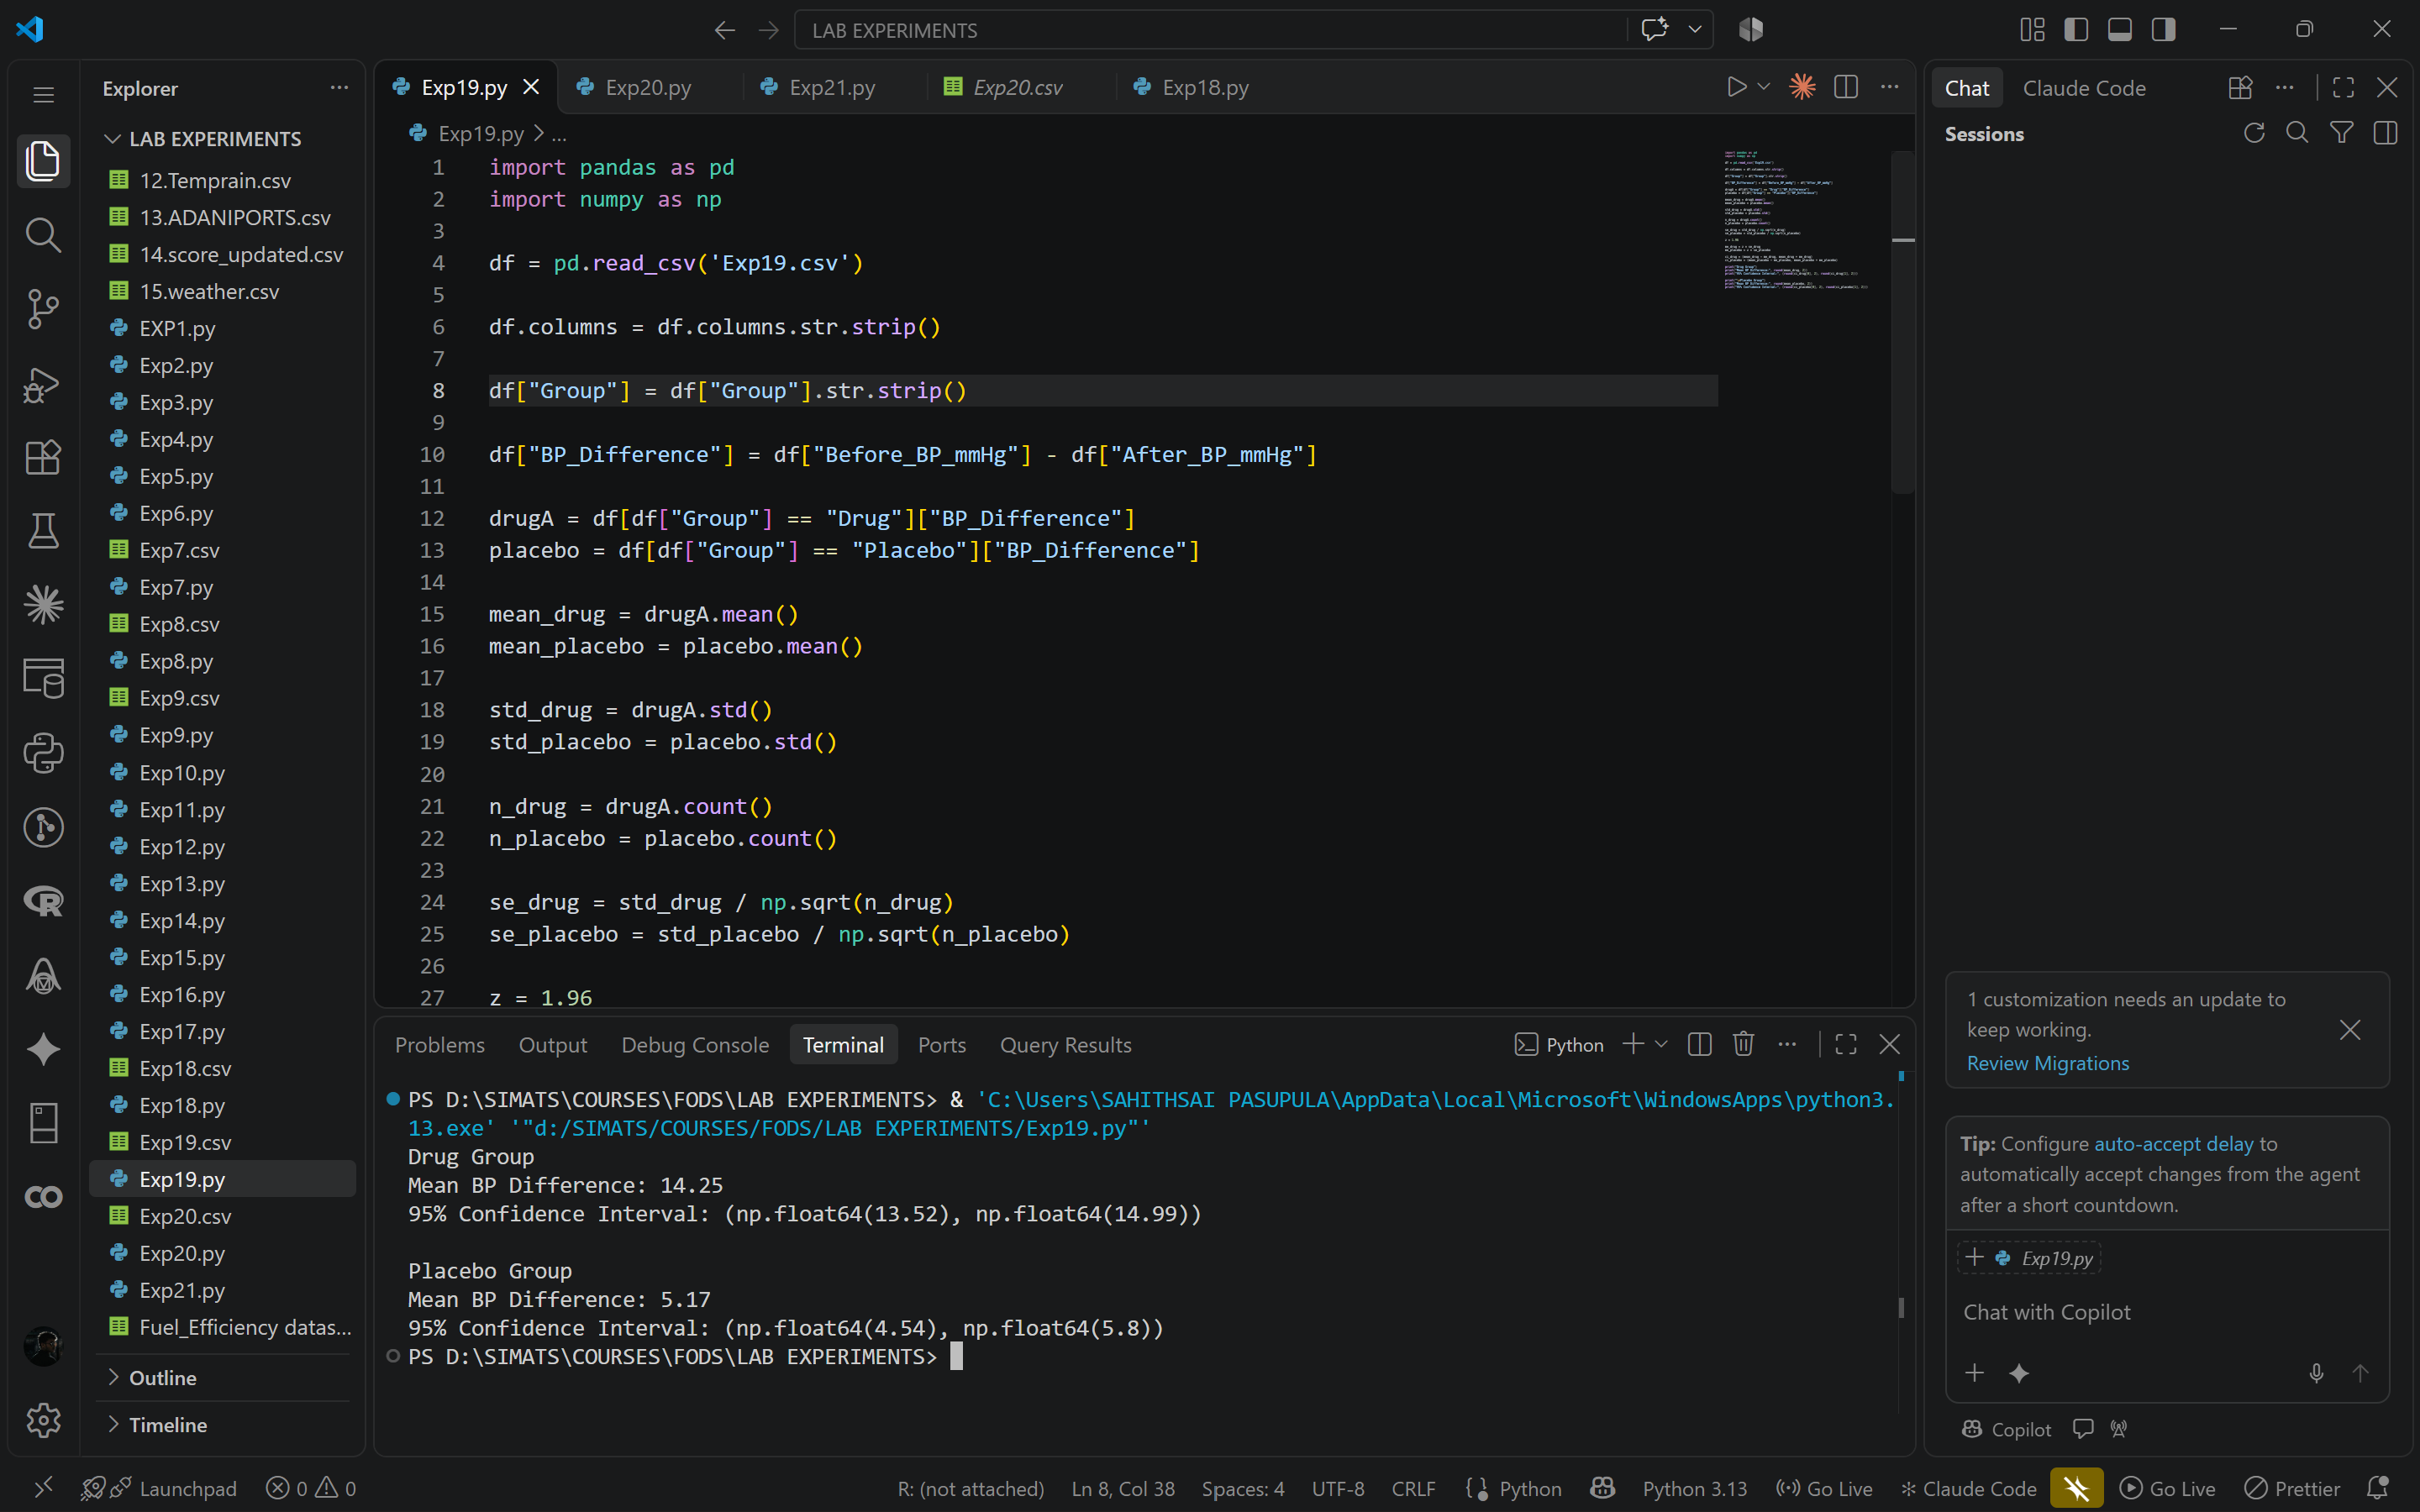 LAB EXPERIMENTS
Explorer
LAB EXPERIMENTS
12.Temprain.csv
13.ADANIPORTS.csv
14.score_updated.csv
15.weather.csv
EXP1.py
Exp2.py
Exp3.py
Exp4.py
Exp5.py
Exp6.py
Exp7.csv
Exp7.py
Exp8.csv
Exp8.py
Exp9.csv
Exp9.py
Exp10.py
Exp11.py
Exp12.py
Exp13.py
Exp14.py
Exp15.py
Exp16.py
Exp17.py
Exp18.csv
Exp18.py
Exp19.csv
Exp19.py
Exp20.csv
Exp20.py
Exp21.py
Fuel_Efficiency datas...
Outline
Timeline
Exp19.py Exp20.py Exp21.py Exp20.csv Exp18.py
Exp19.py > ...
1 import pandas as pd
2 import numpy as np
3
4 df = pd.read_csv('Exp19.csv')
5
6 df.columns = df.columns.str.strip()
7
8 df["Group"] = df["Group"].str.strip()
9
10 df["BP_Difference"] = df["Before_BP_mmHg"] - df["After_BP_mmHg"]
11
12 drugA = df[df["Group"] == "Drug"]["BP_Difference"]
13 placebo = df[df["Group"] == "Placebo"]["BP_Difference"]
14
15 mean_drug = drugA.mean()
16 mean_placebo = placebo.mean()
17
18 std_drug = drugA.std()
19 std_placebo = placebo.std()
20
21 n_drug = drugA.count()
22 n_placebo = placebo.count()
23
24 se_drug = std_drug / np.sqrt(n_drug)
25 se_placebo = std_placebo / np.sqrt(n_placebo)
26
27 z = 1.96
Problems Output Debug Console Terminal Ports Query Results
Python
PS D:\SIMATS\COURSES\FODS\LAB EXPERIMENTS> & 'C:\Users\SAHITHSAI PASUPULA\AppData\Local\Microsoft\WindowsApps\python3.
13.exe' '"d:/SIMATS/COURSES/FODS/LAB EXPERIMENTS/Exp19.py"'
Drug Group
Mean BP Difference: 14.25
95% Confidence Interval: (np.float64(13.52), np.float64(14.99))
Placebo Group
Mean BP Difference: 5.17
95% Confidence Interval: (np.float64(4.54), np.float64(5.8))
PS D:\SIMATS\COURSES\FODS\LAB EXPERIMENTS>
Chat Claude Code
Sessions
1 customization needs an update to
keep working.
Review Migrations
Tip: Configure auto-accept delay to
automatically accept changes from the agent
after a short countdown.
Exp19.py
Chat with Copilot
Copilot
Launchpad 0 0 R: (not attached) Ln 8, Col 38 Spaces: 4 UTF-8 CRLF Python Python 3.13 Go Live Claude Code Go Live Prettier